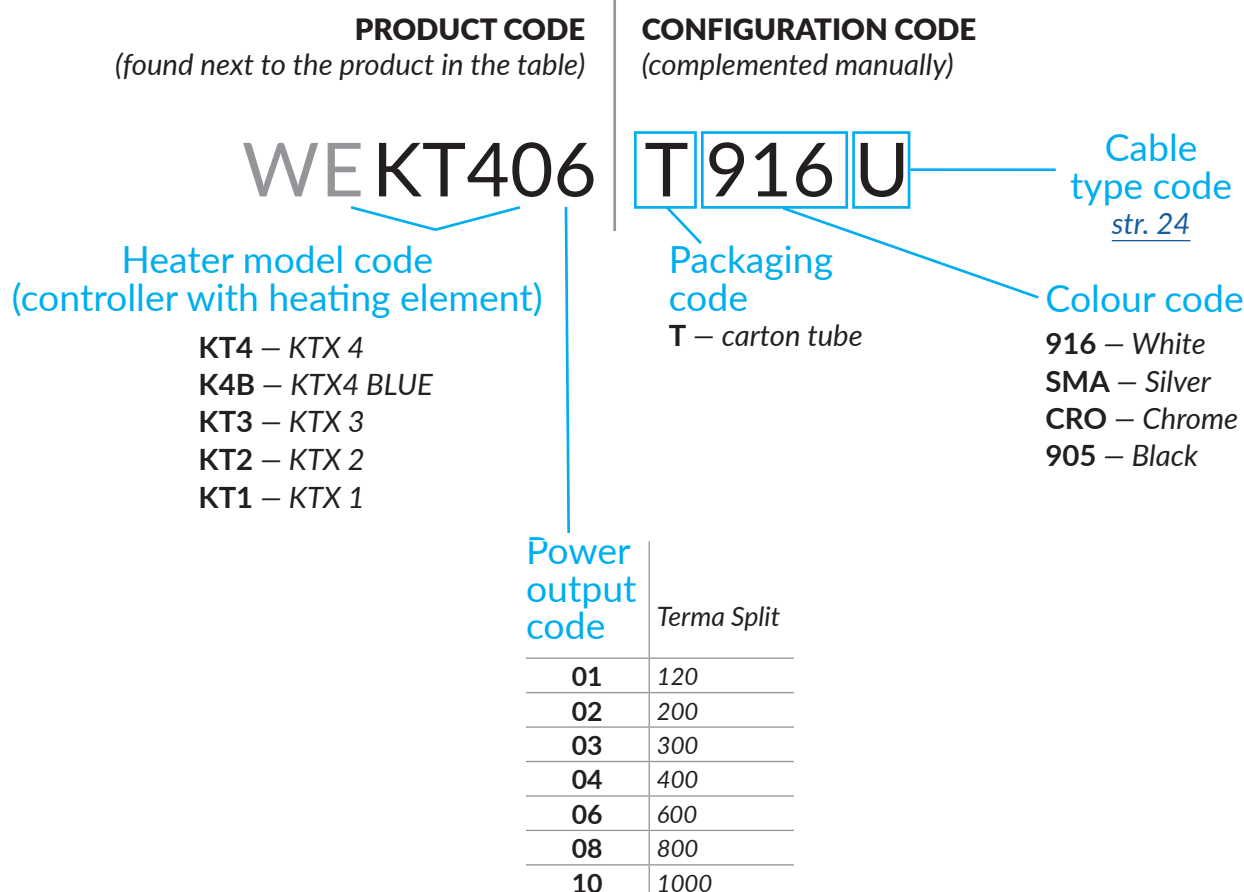 PRODUCT CODE
(found next to the product in the table)
CONFIGURATION CODE
(complemented manually)
WEKT406 T916U
Cable
type code
str. 24
Heater model code
(controller with heating element)
KT4 – KTX 4
K4B – KTX4 BLUE
KT3 – KTX 3
KT2 – KTX 2
KT1 – KTX 1
Packaging
code
T – carton tube
Colour code
916 – White
SMA – Silver
CRO – Chrome
905 – Black
Power
output
code
Terma Split
01 120
02 200
03 300
04 400
06 600
08 800
10 1000